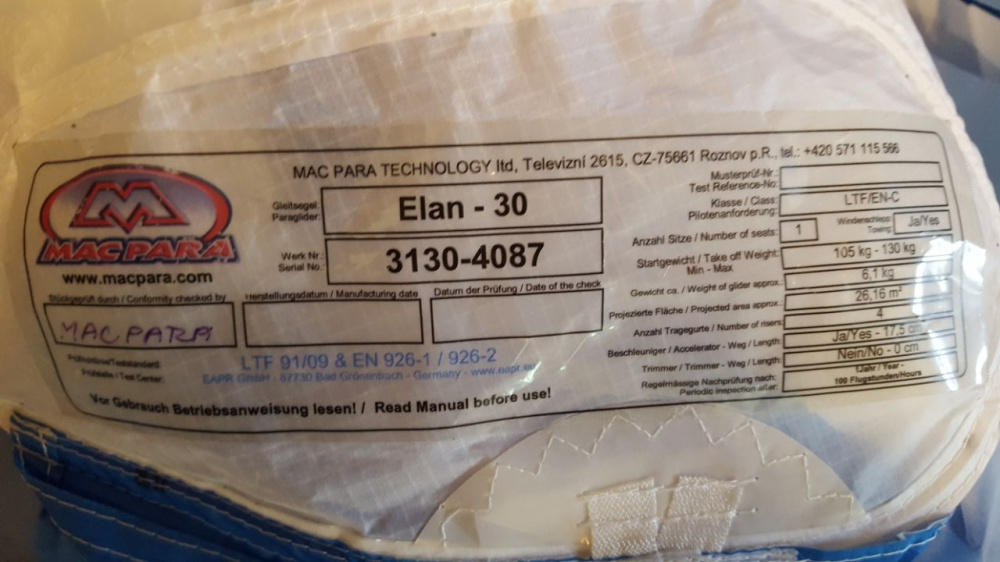 MAC PARA TECHNOLOGY,ltd, Televizní 2615, CZ-75661 Roznov p.R., tel.: +420 571 115 566
MAC PARA
www.macpara.com
Gleitsegel:
Paraglider:
Elan - 30
Werk Nr.:
Serial No.:
3130-4087
Stückgeprüft durch / Conformity checked by
MAC PARA
Herstellungsdatum / Manufacturing date
Datum der Prüfung / Date of the check
Musterprüf-Nr.:
Test Reference-No:
Klasse / Class:
Pilotenanforderung:
LTF/EN-C
Anzahl Sitze / Number of seats:
1
Windenschlepp:
Towing:
Ja/Yes
Startgewicht / Take off Weight:
Min - Max
105 kg - 130 kg
Gewicht ca. / Weight of glider approx.:
6,1 kg
Projezierte Fläche / Projected area approx.:
26,16 m²
Anzahl Tragegurte / Number of risers:
4
Beschleuniger / Accelerator - Weg / Length:
Ja/Yes - 17,5 cm
Trimmer / Trimmer - Weg / Length:
Nein/No - 0 cm
Regelmässige Nachprüfung nach:
Periodic inspection after:
1Jahr / Year -
100 Flugstunden/Hours
Prüfstelle / Test Center:
LTF 91/09 & EN 926-1 / 926-2
EAPR GmbH - 87730 Bad Grönenbach - Germany - www.eapr.eu
Vor Gebrauch Betriebsanweisung lesen! / Read Manual before use!